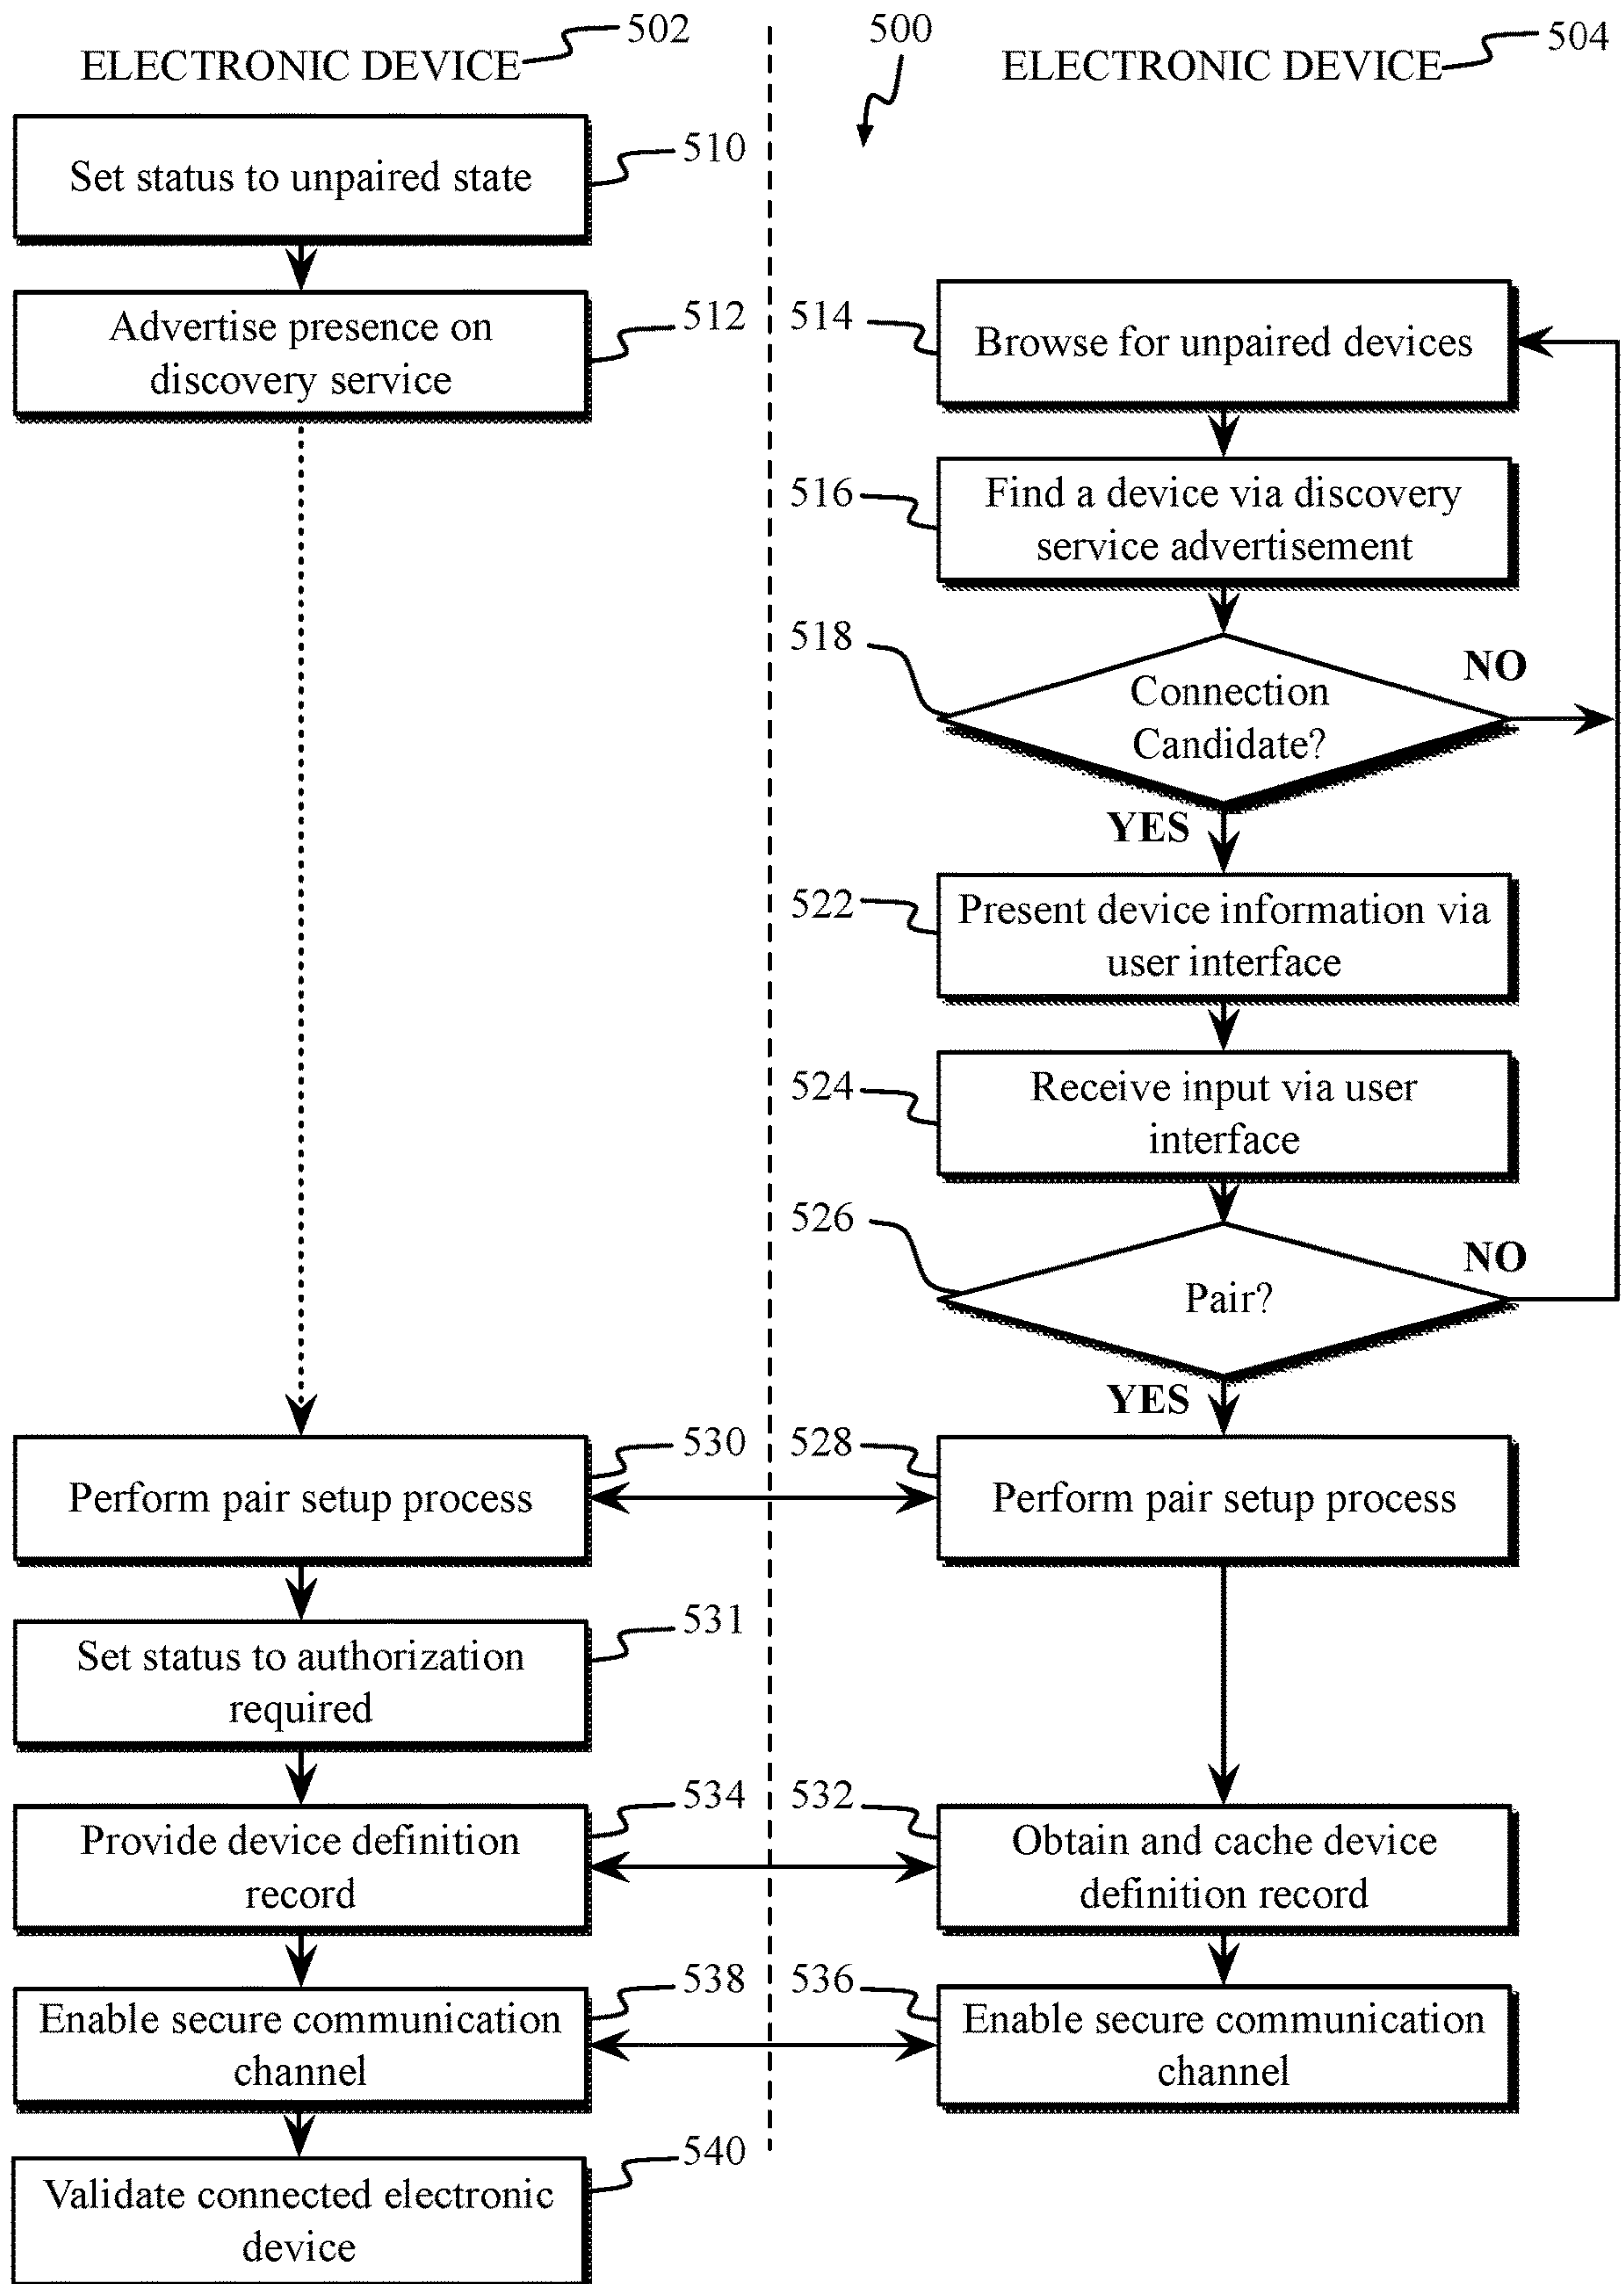 ELECTRONIC DEVICE 502
500
ELECTRONIC DEVICE 504
Set status to unpaired state
510
Advertise presence on
discovery service
512
514
Browse for unpaired devices
516
Find a device via discovery
service advertisement
518
Connection
Candidate?
NO
YES
522
Present device information via
user interface
524
Receive input via user
interface
526
Pair?
NO
YES
Perform pair setup process
530
528
Perform pair setup process
Set status to authorization
required
531
Provide device definition
record
534
532
Obtain and cache device
definition record
Enable secure communication
channel
538
536
Enable secure communication
channel
Validate connected electronic
device
540